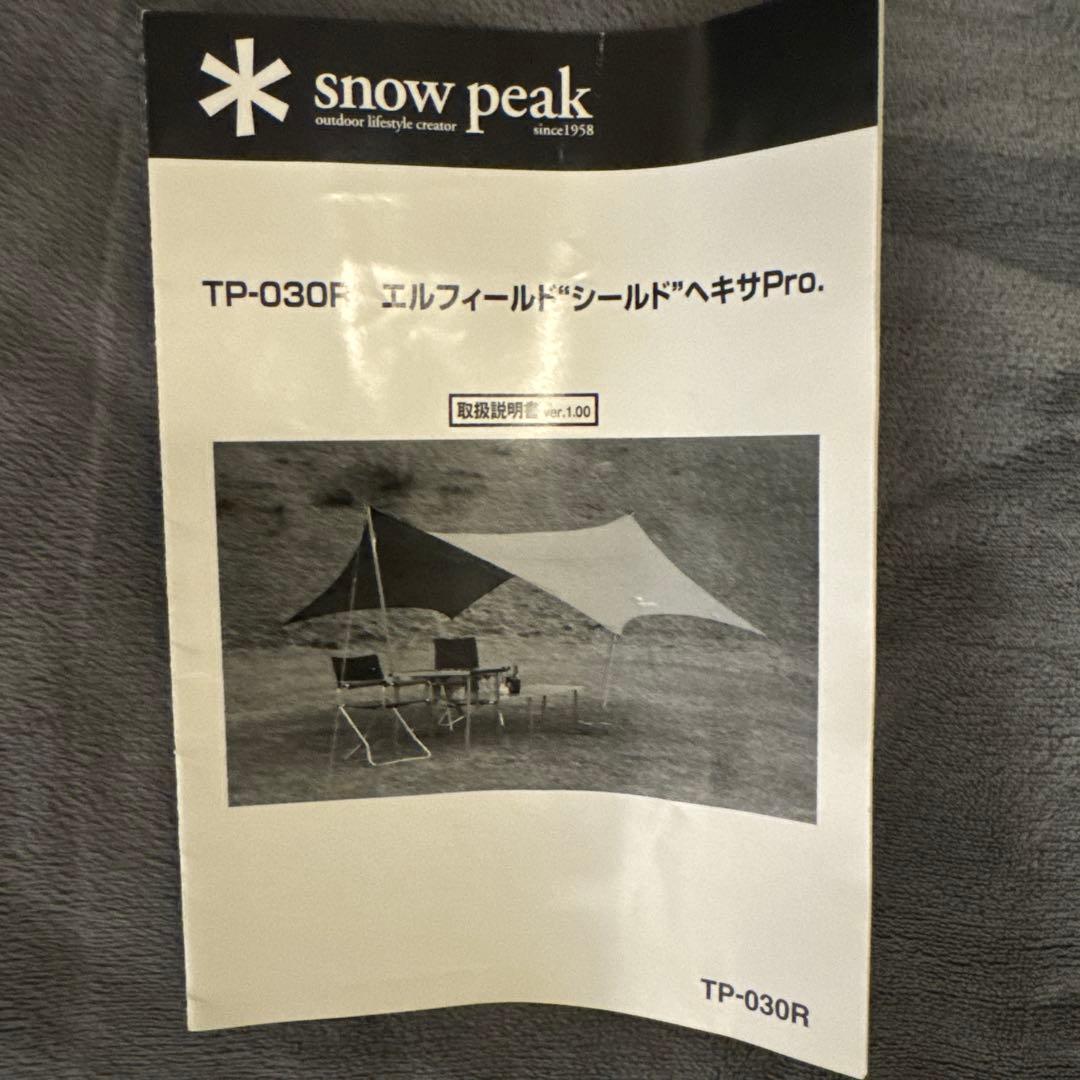 snow peak
outdoor lifestyle creator
since1958
TP-030R エルフィールド“シールド”ヘキサPro.
取扱説明書 ver.1.00
TP-030R